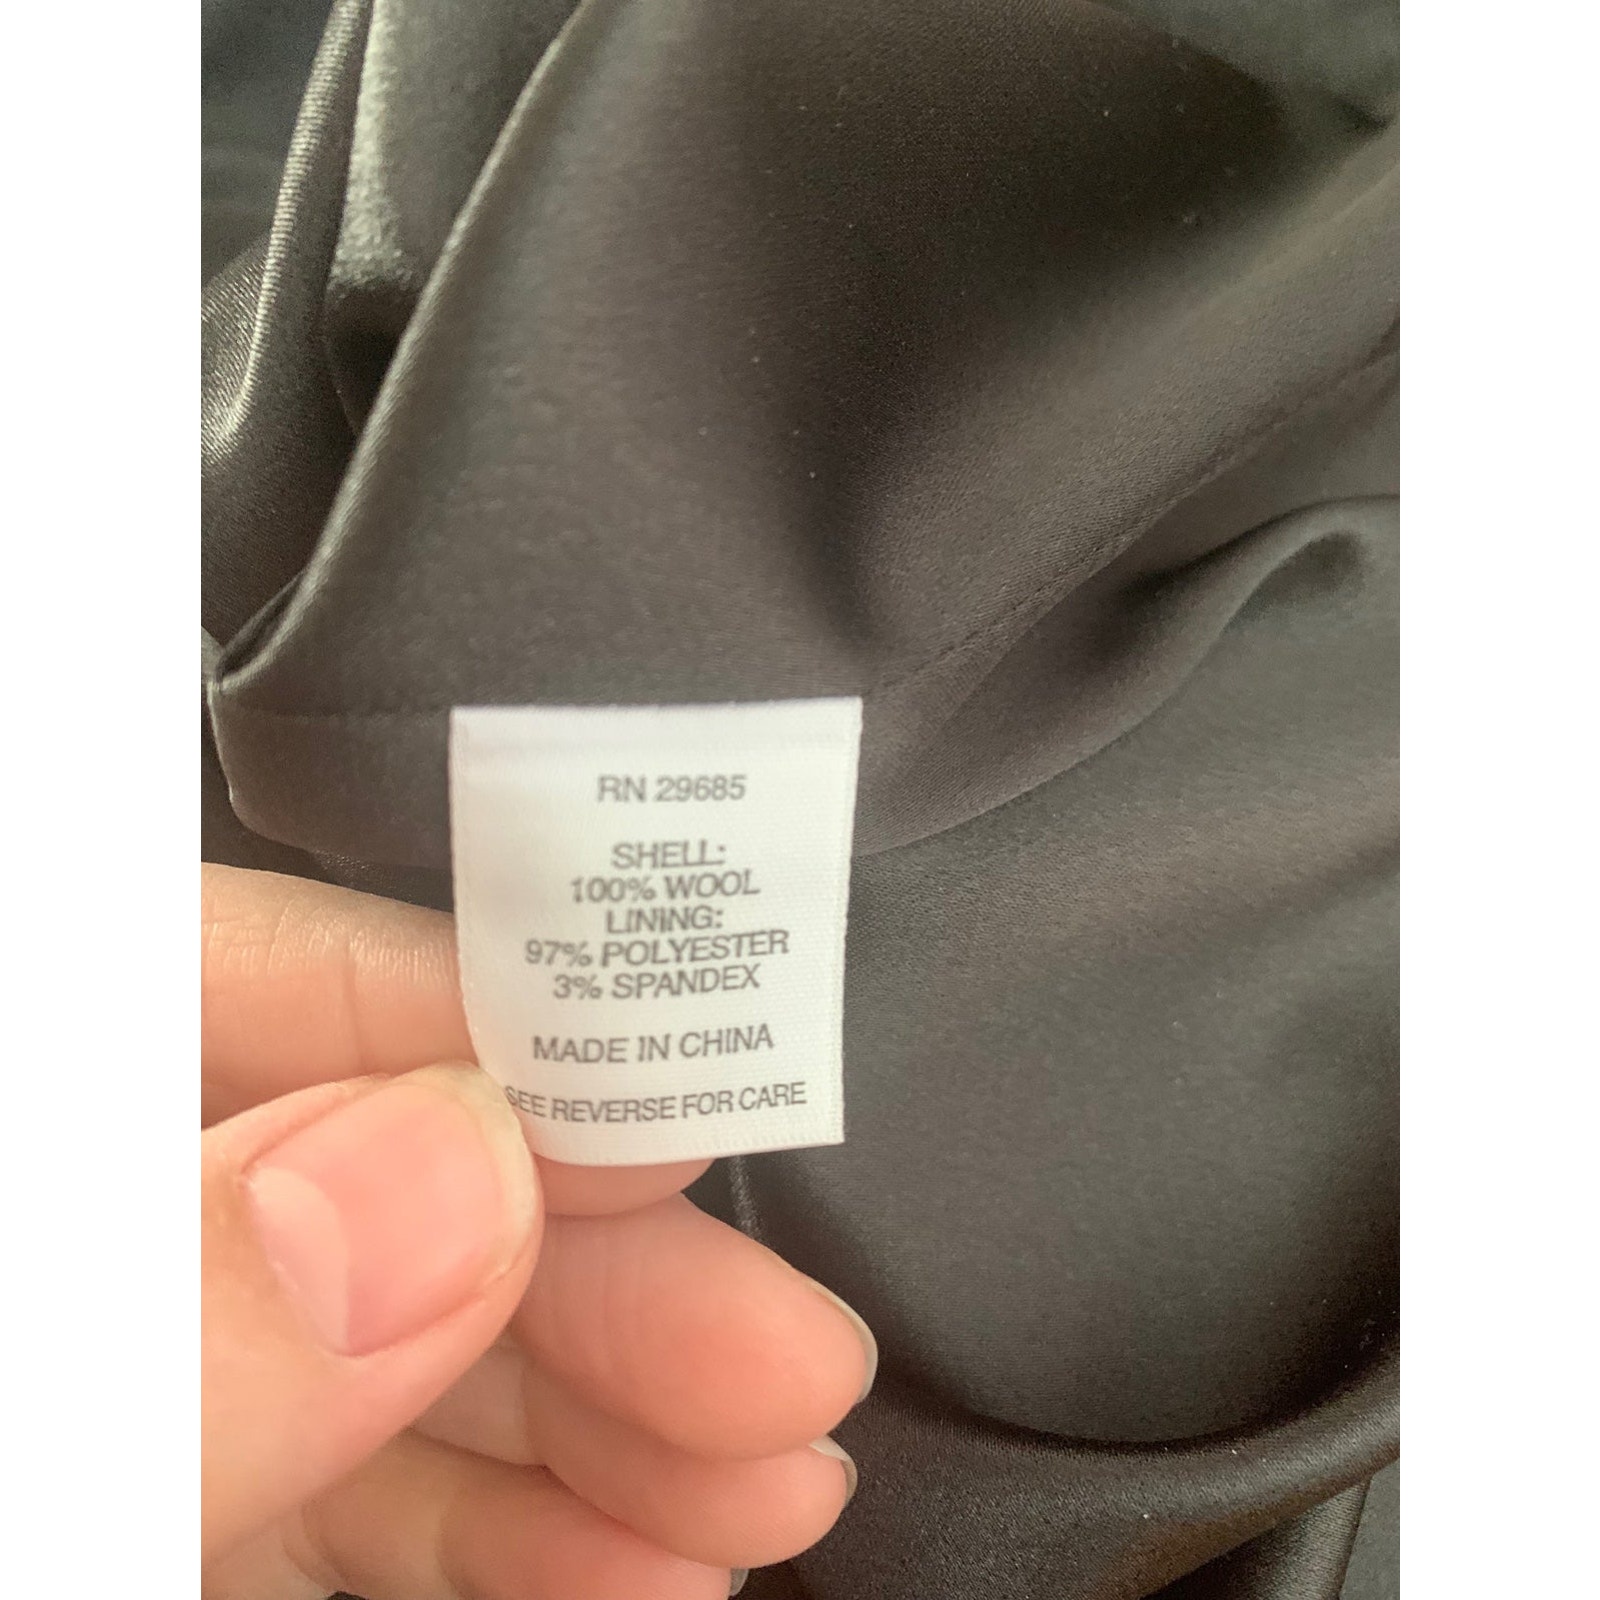 RN 29685
SHELL:
100% WOOL
LINING:
97% POLYESTER
3% SPANDEX
MADE IN CHINA
SEE REVERSE FOR CARE